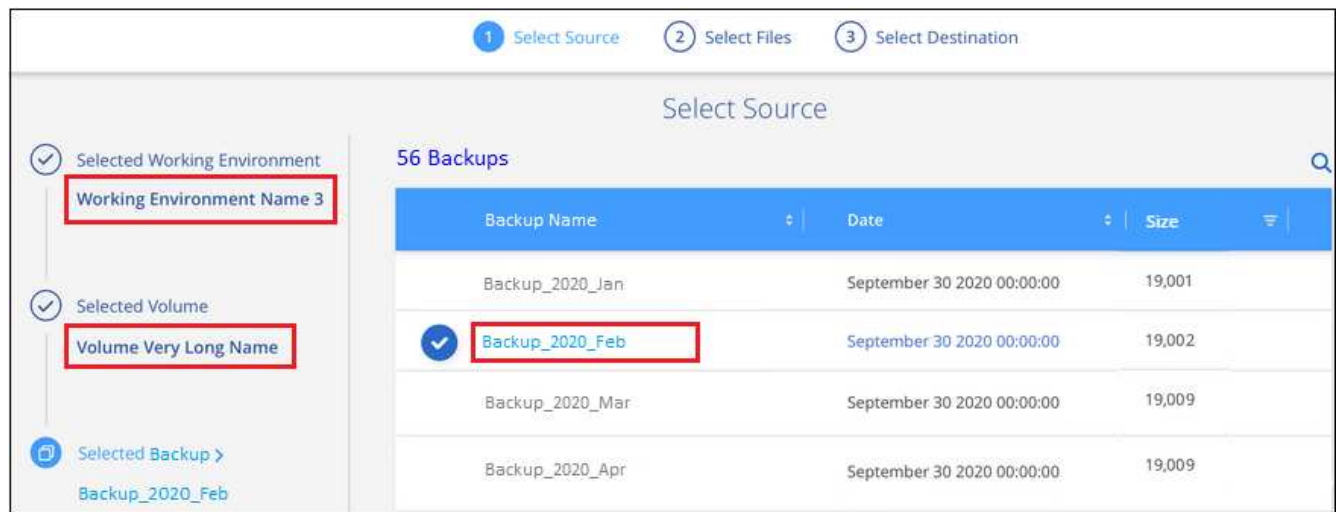 1 Select Source 2 Select Files 3 Select Destination
Select Source
Selected Working Environment
Working Environment Name 3
Selected Volume
Volume Very Long Name
Selected Backup >
Backup_2020_Feb
56 Backups
Backup Name Date Size
Backup_2020_Jan September 30 2020 00:00:00 19,001
Backup_2020_Feb September 30 2020 00:00:00 19,002
Backup_2020_Mar September 30 2020 00:00:00 19,009
Backup_2020_Apr September 30 2020 00:00:00 19,009